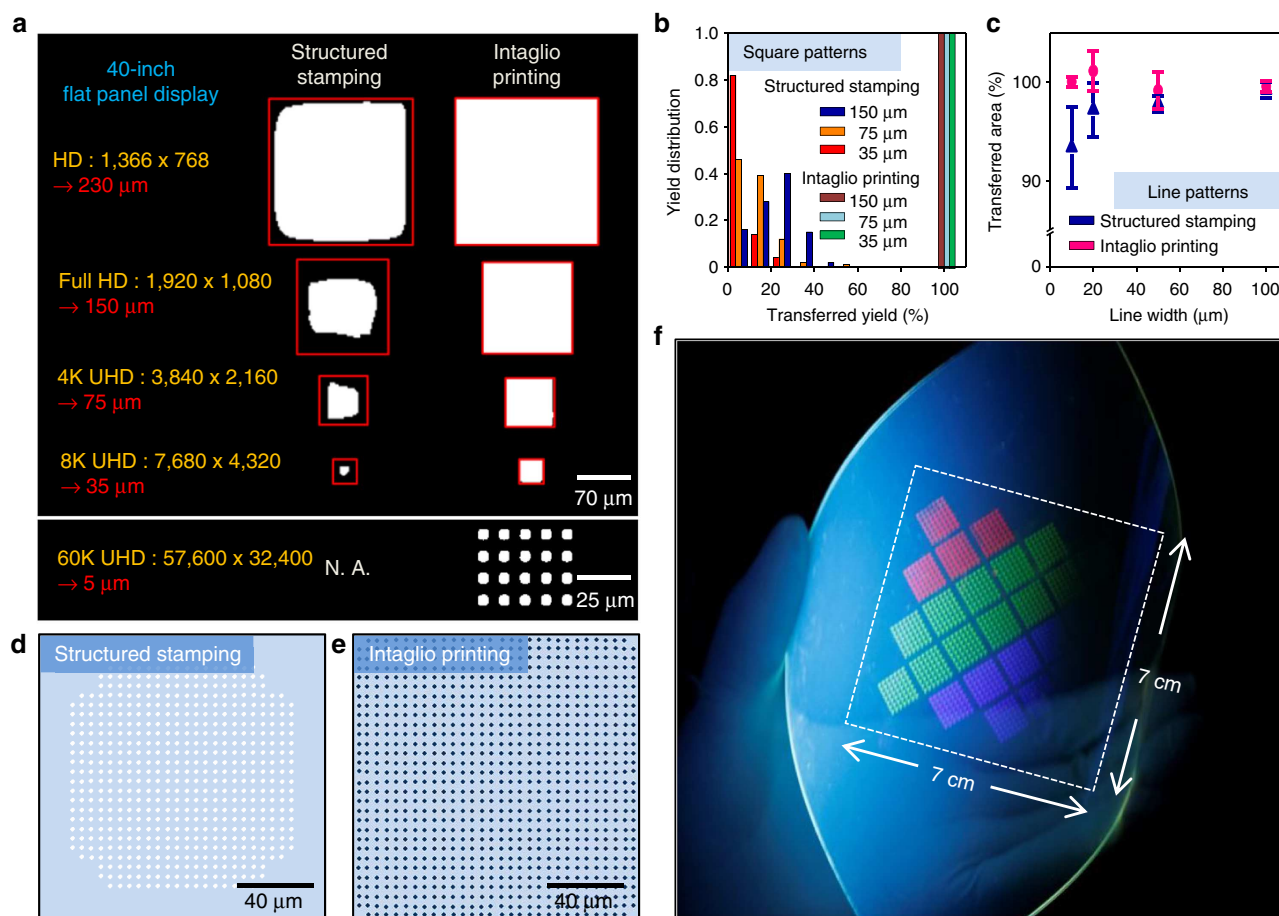 a
40-inch
flat panel display
Structured
stamping
Intaglio
printing
HD : 1,366 x 768
→ 230 μm
Full HD : 1,920 x 1,080
→ 150 μm
4K UHD : 3,840 x 2,160
→ 75 μm
8K UHD : 7,680 x 4,320
→ 35 μm
70 μm
60K UHD : 57,600 x 32,400
→ 5 μm
N. A.
25 μm
b
Yield distribution
1.0
0.8
0.6
0.4
0.2
0
Square patterns
Structured stamping
150 μm
75 μm
35 μm
Intaglio printing
150 μm
75 μm
35 μm
0 20 40 60 80 100
Transferred yield (%)
c
Transferred area (%)
100
90
0
Line patterns
Structured stamping
Intaglio printing
0 20 40 60 80 100
Line width (μm)
d
Structured stamping
40 μm
e
Intaglio printing
40 μm
f
7 cm
7 cm